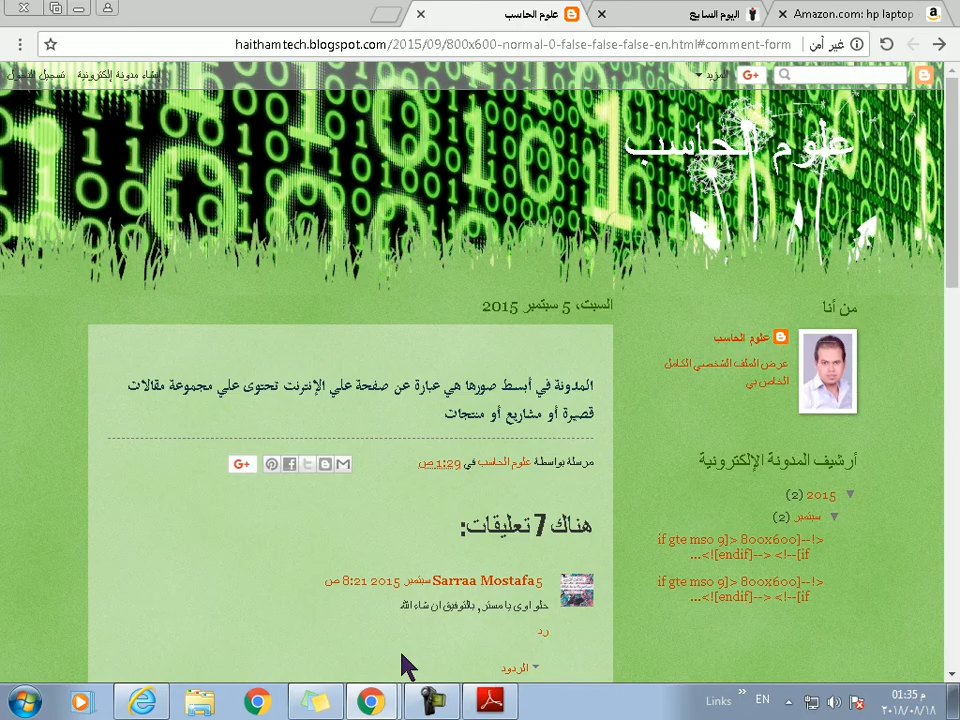 علوم الحاسب
اليوم السابع
Amazon.com: hp laptop
haithamtech.blogspot.com/2015/09/800x600-normal-0-false-false-false-en.html#comment-form
غير آمن
المزيد
إنشاء مدونة إلكترونية
تسجيل الدخول
علوم الحاسب
السبت، 5 سبتمبر 2015
المدونة في أبسط صورها هي عبارة عن صفحة علي الإنترنت تحتوى علي مجموعة مقالات
قصيرة أو مشاريع أو منتجات
مرسلة بواسطة علوم الحاسب في 1:29 ص
هناك 7 تعليقات:
Sarraa Mostafa 5 سبتمبر 2015 8:21 ص
حلو اوى يا مستر, بالتوفيق ان شاء الله
رد
الردود
من أنا
علوم الحاسب
عرض الملف الشخصي الكامل
الخاص بي
أرشيف المدونة الإلكترونية
▼ 2015 (2)
▼ سبتمبر (2)
if gte mso 9]> 800x600]--!>
...<![endif]--> <!--[if
if gte mso 9]> 800x600]--!>
...<![endif]--> <!--[if
Links
EN
01:35 م
٢٠١٨/٠٨/١٨